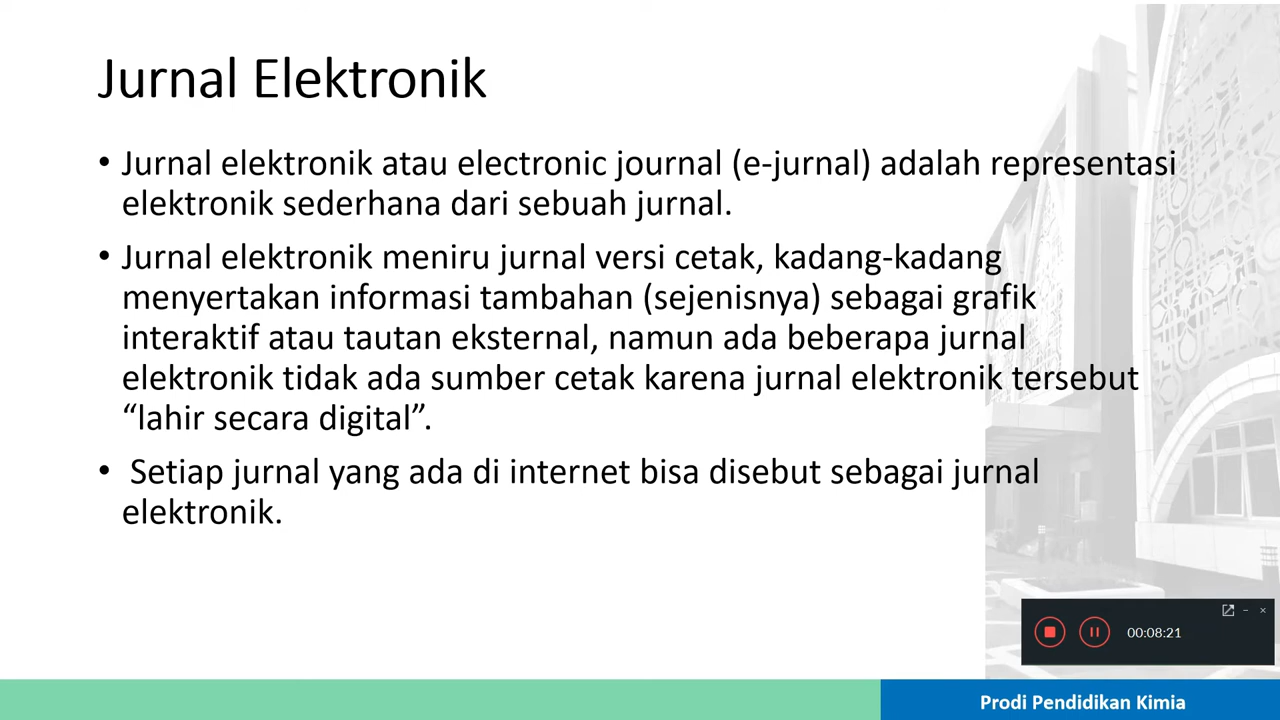 Jurnal Elektronik
• Jurnal elektronik atau electronic journal (e-jurnal) adalah representasi
elektronik sederhana dari sebuah jurnal.
• Jurnal elektronik meniru jurnal versi cetak, kadang-kadang
menyertakan informasi tambahan (sejenisnya) sebagai grafik
interaktif atau tautan eksternal, namun ada beberapa jurnal
elektronik tidak ada sumber cetak karena jurnal elektronik tersebut
“lahir secara digital”.
• Setiap jurnal yang ada di internet bisa disebut sebagai jurnal
elektronik.
00:08:21
Prodi Pendidikan Kimia